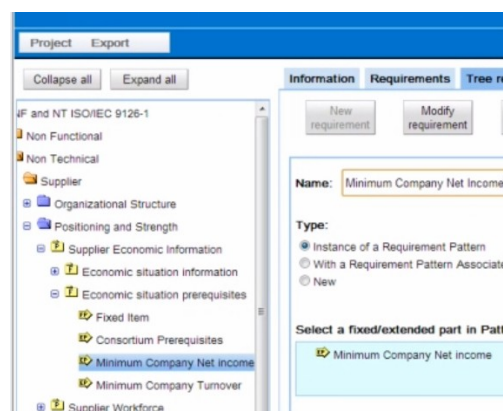 Project Export
Collapse all Expand all
NF and NT ISO/IEC 9126-1
Non Functional
Non Technical
Supplier
Organizational Structure
Positioning and Strength
Supplier Economic Information
Economic situation information
Economic situation prerequisites
Fixed Item
Consortium Prerequisites
Minimum Company Net income
Minimum Company Turnover
Supplier Workforce
Information Requirements Tree re
New requirement
Modify requirement
Name: Minimum Company Net Income
Type:
Instance of a Requirement Pattern
With a Requirement Pattern Associate
New
Select a fixed/extended part in Patt
Minimum Company Net income